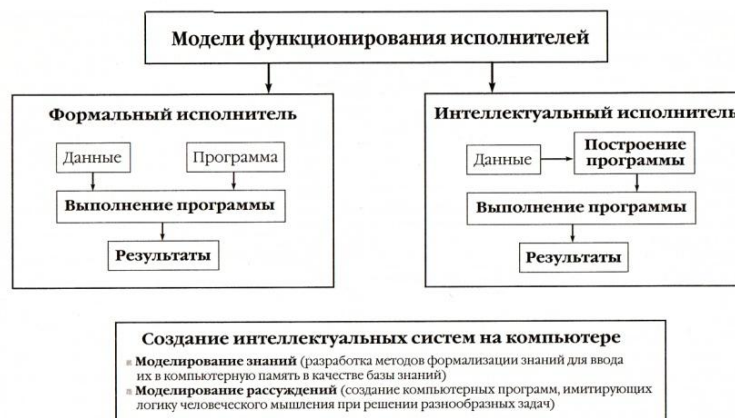 Модели функционирования исполнителей
Формальный исполнитель
Данные
Программа
Выполнение программы
Результаты
Интеллектуальный исполнитель
Данные
Построение
программы
Выполнение программы
Результаты
Создание интеллектуальных систем на компьютере
Моделирование знаний (разработка методов формализации знаний для ввода
их в компьютерную память в качестве базы знаний)
Моделирование рассуждений (создание компьютерных программ, имитирующих
логику человеческого мышления при решении разнообразных задач)